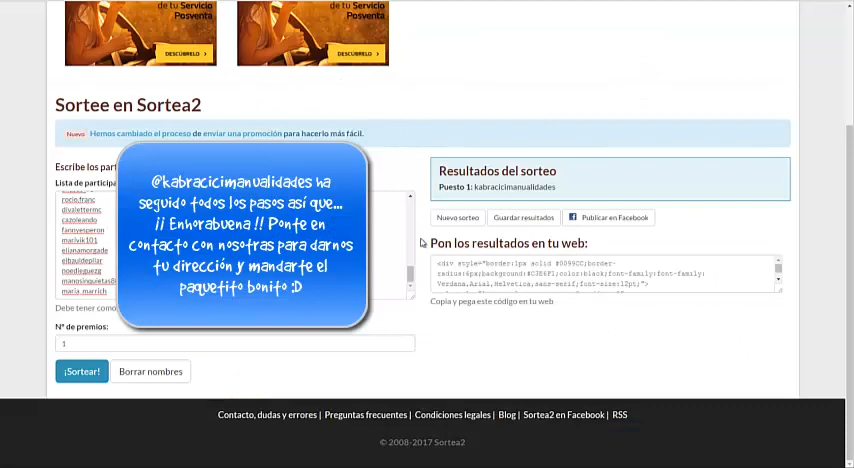 de tu Servicio
Posventa
DESCÚBRELO >
de tu Servicio
Posventa
DESCÚBRELO >
Sortee en Sortea2
Nuevo Hemos cambiado el proceso de enviar una promoción para hacerlo más fácil.
Escribe los part
Lista de participa
rocio.franc
divalettermc
cazoleando
fannyesperon
marivik101
elianamorgade
elbauldepilar
noedieguezg
manosinquietas8
maria_marrich
Debe tener como
@kabracicimanualidades ha
seguido todos los pasos así que...
¡¡ Enhorabuena !! Ponte en
contacto con nosotras para darnos
tu dirección y mandarte el
paquetito bonito :D
Nº de premios:
1
¡Sortear!
Borrar nombres
Resultados del sorteo
Puesto 1: kabracicimanualidades
Nuevo sorteo
Guardar resultados
Publicar en Facebook
Pon los resultados en tu web:
<div style="border:1px solid #0099CC;border-
radius:6px;background:#C3E6F1;color:black;font-family:font-family:
Verdana,Arial,Helvetica,sans-serif;font-size:12pt;">
Copia y pega este código en tu web
Contacto, dudas y errores | Preguntas frecuentes | Condiciones legales | Blog | Sortea2 en Facebook | RSS
© 2008-2017 Sortea2